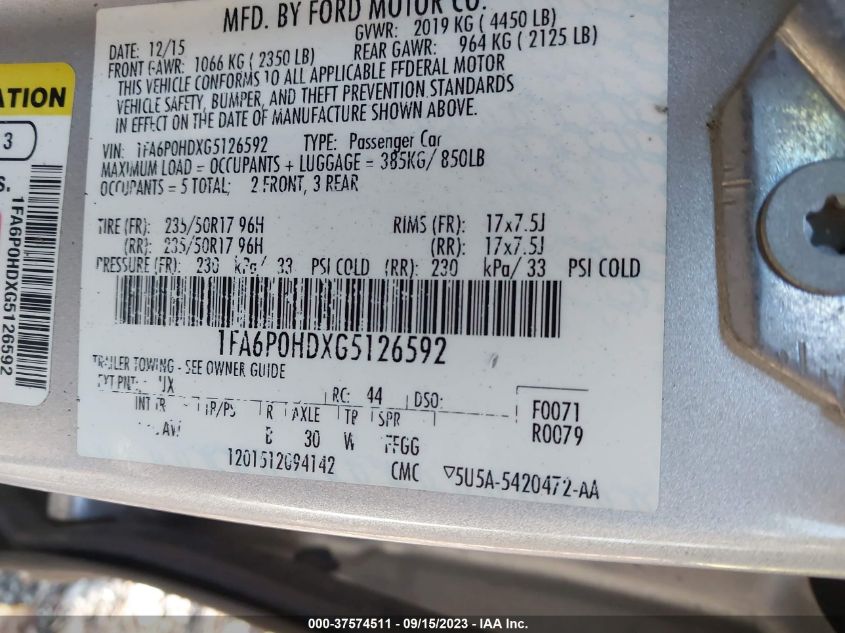 MFD. BY FORD MOTOR CO.
DATE: 12/15 GVWR: 2019 KG ( 4450 LB)
FRONT GAWR: 1066 KG ( 2350 LB) REAR GAWR: 964 KG ( 2125 LB)
THIS VEHICLE CONFORMS TO ALL APPLICABLE FEDERAL MOTOR
VEHICLE SAFETY, BUMPER, AND THEFT PREVENTION STANDARDS
IN EFFECT ON THE DATE OF MANUFACTURE SHOWN ABOVE.
VIN: 1FA6P0HDXG5126592 TYPE: Passenger Car
MAXIMUM LOAD = OCCUPANTS + LUGGAGE = 385KG/ 850LB
OCCUPANTS = 5 TOTAL; 2 FRONT, 3 REAR
TIRE (FR): 235/50R17 96H RIMS (FR): 17x7.5J
(RR): 235/50R17 96H (RR): 17x7.5J
PRESSURE (FR): 230 kPa/ 33 PSI COLD (RR): 230 kPa/ 33 PSI COLD
1FA6P0HDXG5126592
TRAILER TOWING - SEE OWNER GUIDE
EXT PNT: UX RC: 44 DSO: F0071
INT TR TP/PS R AXLE TR SPR R0079
AW B 30 W FFGG
1201512094142 CMC ▽5U5A-5420472-AA
ATION
3
S.
1FA6P0HDXG5126592
000-37574511 - 09/15/2023 - IAA Inc.